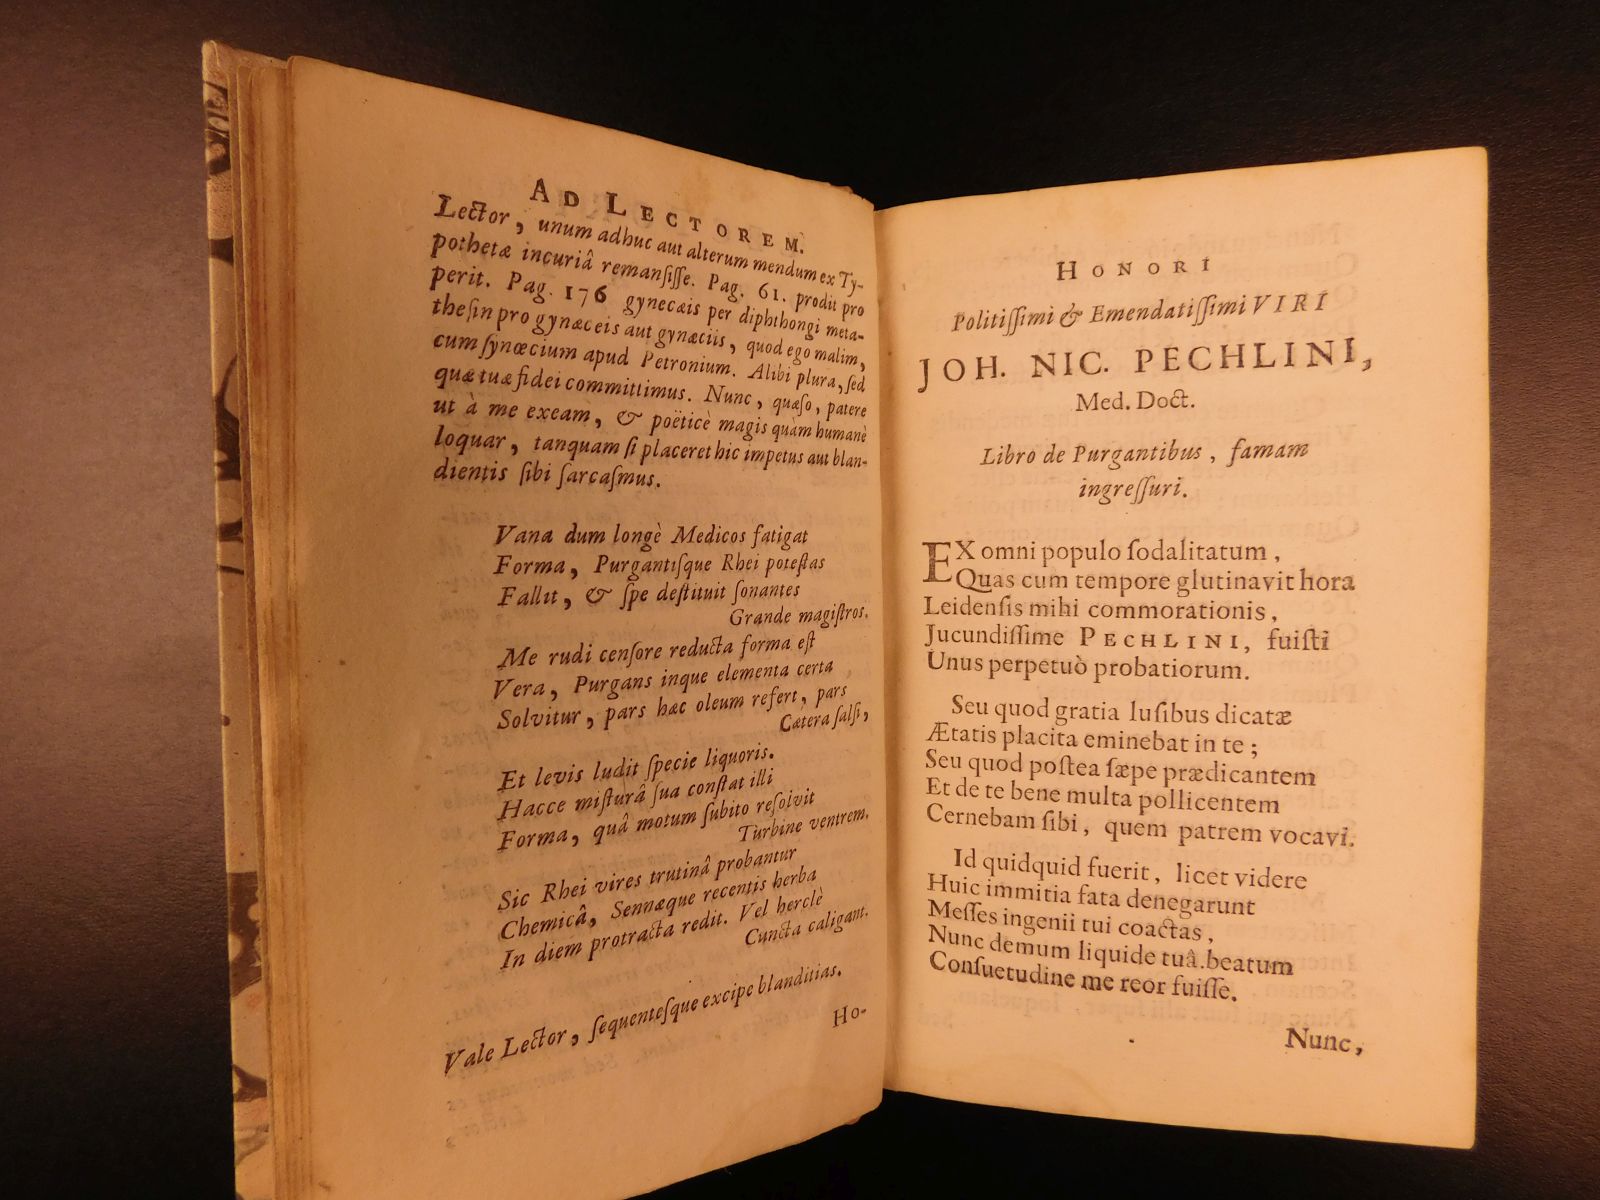 AD LECTOREM.
Lector, unum adhuc aut alterum mendum ex Ty-
pothetæ incuriâ remansisse. Pag. 61. prodit pro
perit. Pag. 176 gynecæis per diphthongi meta-
thesin pro gynæceis aut gynæciis, quod ego malim,
cum synœcium apud Petronium. Alibi plura, sed
quæ tuæ fidei committimus. Nunc, quæso, patere
ut à me exeam, & poëticè magis quàm humanè
loquar, tanquam si placeret hic impetus aut blan-
dientis sibi sarcasmus.
Vana dum longè Medicos fatigat
Forma, Purgantisque Rhei potestas
Fallit, & spe destituit sonantes
Grande magistros.
Me rudi censore reducta forma est
Vera, Purgans inque elementa certa
Solvitur, pars hæc oleum refert, pars
Cætera salsi,
Et levis ludit specie liquoris.
Hacce misturâ sua constat illi
Forma, quâ motum subito resolvit
Turbine ventrem.
Sic Rhei vires trutinâ probantur
Chemicâ, Sennæque recentis herba
In diem protracta redit. Vel herclè
Cuncta caligant.
Vale Lector, sequentesque excipe blanditias.
Ho-
HONORI
Politissimi & Emendatissimi VIRI
JOH. NIC. PECHLINI,
Med. Doct.
Libro de Purgantibus, famam
ingressuri.
EX omni populo sodalitatum,
Quas cum tempore glutinavit hora
Leidensis mihi commorationis,
Jucundissime PECHLINI, fuisti
Unus perpetuò probatiorum.
Seu quod gratia lusibus dicatæ
Ætatis placita eminebat in te;
Seu quod postea sæpe prædicantem
Et de te bene multa pollicentem
Cernebam sibi, quem patrem vocavi.
Id quidquid fuerit, licet videre
Huic immitia fata denegarunt
Messes ingenii tui coactas,
Nunc demum liquide tuâ beatum
Consuetudine me reor fuisse.
Nunc,